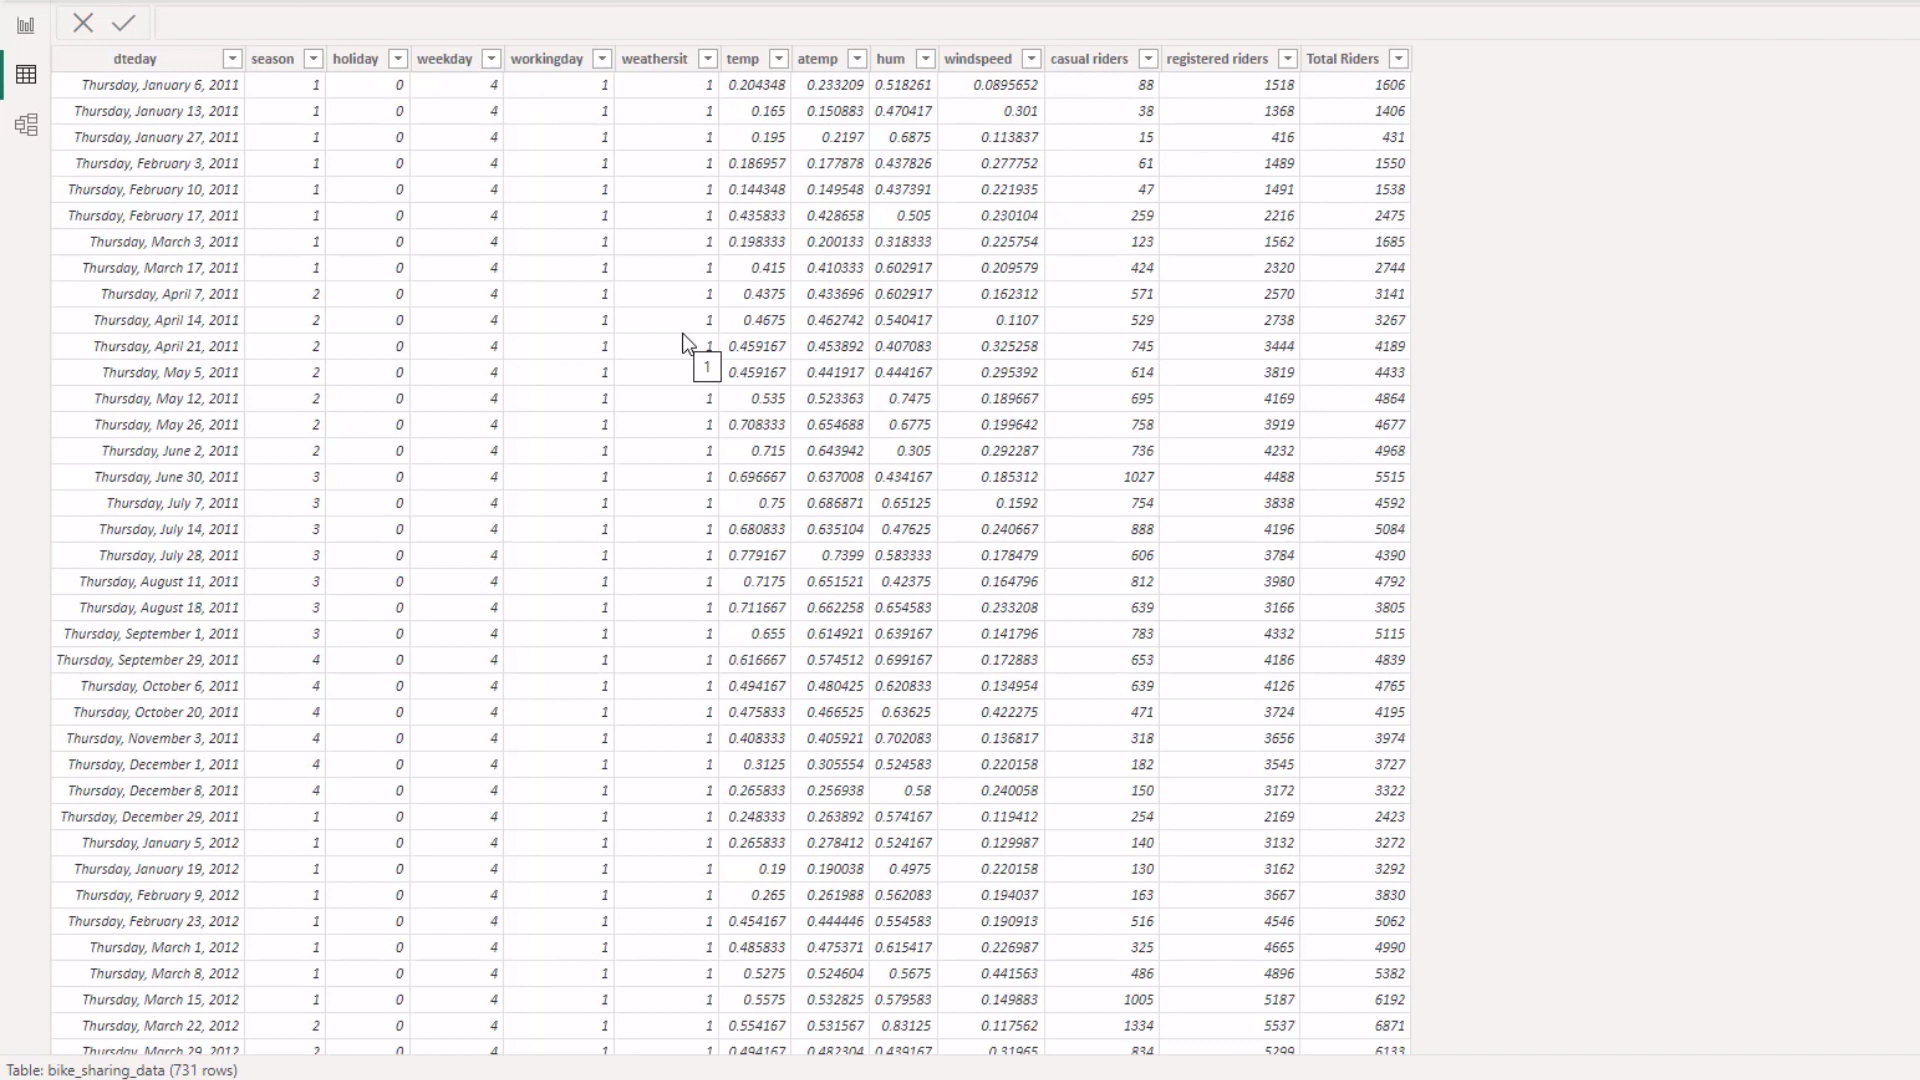 dteday season holiday weekday workingday weathersit temp atemp hum windspeed casual riders registered riders Total Riders
Thursday, January 6, 2011 1 0 4 1 1 0.204348 0.233209 0.518261 0.0895652 88 1518 1606
Thursday, January 13, 2011 1 0 4 1 1 0.165 0.150883 0.470417 0.301 38 1368 1406
Thursday, January 27, 2011 1 0 4 1 1 0.195 0.2197 0.6875 0.113837 15 416 431
Thursday, February 3, 2011 1 0 4 1 1 0.186957 0.177878 0.437826 0.277752 61 1489 1550
Thursday, February 10, 2011 1 0 4 1 1 0.144348 0.149548 0.437391 0.221935 47 1491 1538
Thursday, February 17, 2011 1 0 4 1 1 0.435833 0.428658 0.505 0.230104 259 2216 2475
Thursday, March 3, 2011 1 0 4 1 1 0.198333 0.200133 0.318333 0.225754 123 1562 1685
Thursday, March 17, 2011 1 0 4 1 1 0.415 0.410333 0.602917 0.209579 424 2320 2744
Thursday, April 7, 2011 2 0 4 1 1 0.4375 0.433696 0.602917 0.162312 571 2570 3141
Thursday, April 14, 2011 2 0 4 1 1 0.4675 0.462742 0.540417 0.1107 529 2738 3267
Thursday, April 21, 2011 2 0 4 1 1 0.459167 0.453892 0.407083 0.325258 745 3444 4189
Thursday, May 5, 2011 2 0 4 1 1 0.459167 0.441917 0.444167 0.295392 614 3819 4433
Thursday, May 12, 2011 2 0 4 1 1 0.535 0.523363 0.7475 0.189667 695 4169 4864
Thursday, May 26, 2011 2 0 4 1 1 0.708333 0.654688 0.6775 0.199642 758 3919 4677
Thursday, June 2, 2011 2 0 4 1 1 0.715 0.643942 0.305 0.292287 736 4232 4968
Thursday, June 30, 2011 3 0 4 1 1 0.696667 0.637008 0.434167 0.185312 1027 4488 5515
Thursday, July 7, 2011 3 0 4 1 1 0.75 0.686871 0.65125 0.1592 754 3838 4592
Thursday, July 14, 2011 3 0 4 1 1 0.680833 0.635104 0.47625 0.240667 888 4196 5084
Thursday, July 28, 2011 3 0 4 1 1 0.779167 0.7399 0.583333 0.178479 606 3784 4390
Thursday, August 11, 2011 3 0 4 1 1 0.7175 0.651521 0.42375 0.164796 812 3980 4792
Thursday, August 18, 2011 3 0 4 1 1 0.711667 0.662258 0.654583 0.233208 639 3166 3805
Thursday, September 1, 2011 3 0 4 1 1 0.655 0.614921 0.639167 0.141796 783 4332 5115
Thursday, September 29, 2011 4 0 4 1 1 0.616667 0.574512 0.699167 0.172883 653 4186 4839
Thursday, October 6, 2011 4 0 4 1 1 0.494167 0.480425 0.620833 0.134954 639 4126 4765
Thursday, October 20, 2011 4 0 4 1 1 0.475833 0.466525 0.63625 0.422275 471 3724 4195
Thursday, November 3, 2011 4 0 4 1 1 0.408333 0.405921 0.702083 0.136817 318 3656 3974
Thursday, December 1, 2011 4 0 4 1 1 0.3125 0.305554 0.524583 0.220158 182 3545 3727
Thursday, December 8, 2011 4 0 4 1 1 0.265833 0.256938 0.58 0.240058 150 3172 3322
Thursday, December 29, 2011 1 0 4 1 1 0.248333 0.263892 0.574167 0.119412 254 2169 2423
Thursday, January 5, 2012 1 0 4 1 1 0.265833 0.278412 0.524167 0.129987 140 3132 3272
Thursday, January 19, 2012 1 0 4 1 1 0.19 0.190038 0.4975 0.220158 130 3162 3292
Thursday, February 9, 2012 1 0 4 1 1 0.265 0.261988 0.562083 0.194037 163 3667 3830
Thursday, February 23, 2012 1 0 4 1 1 0.454167 0.444446 0.554583 0.190913 516 4546 5062
Thursday, March 1, 2012 1 0 4 1 1 0.485833 0.475371 0.615417 0.226987 325 4665 4990
Thursday, March 8, 2012 1 0 4 1 1 0.5275 0.524604 0.5675 0.441563 486 4896 5382
Thursday, March 15, 2012 1 0 4 1 1 0.5575 0.532825 0.579583 0.149883 1005 5187 6192
Thursday, March 22, 2012 2 0 4 1 1 0.554167 0.531567 0.83125 0.117562 1334 5537 6871
Thursday, March 29, 2012 2 0 4 1 1 0.494167 0.482304 0.439167 0.31965 834 5299 6133
Table: bike_sharing_data (731 rows)